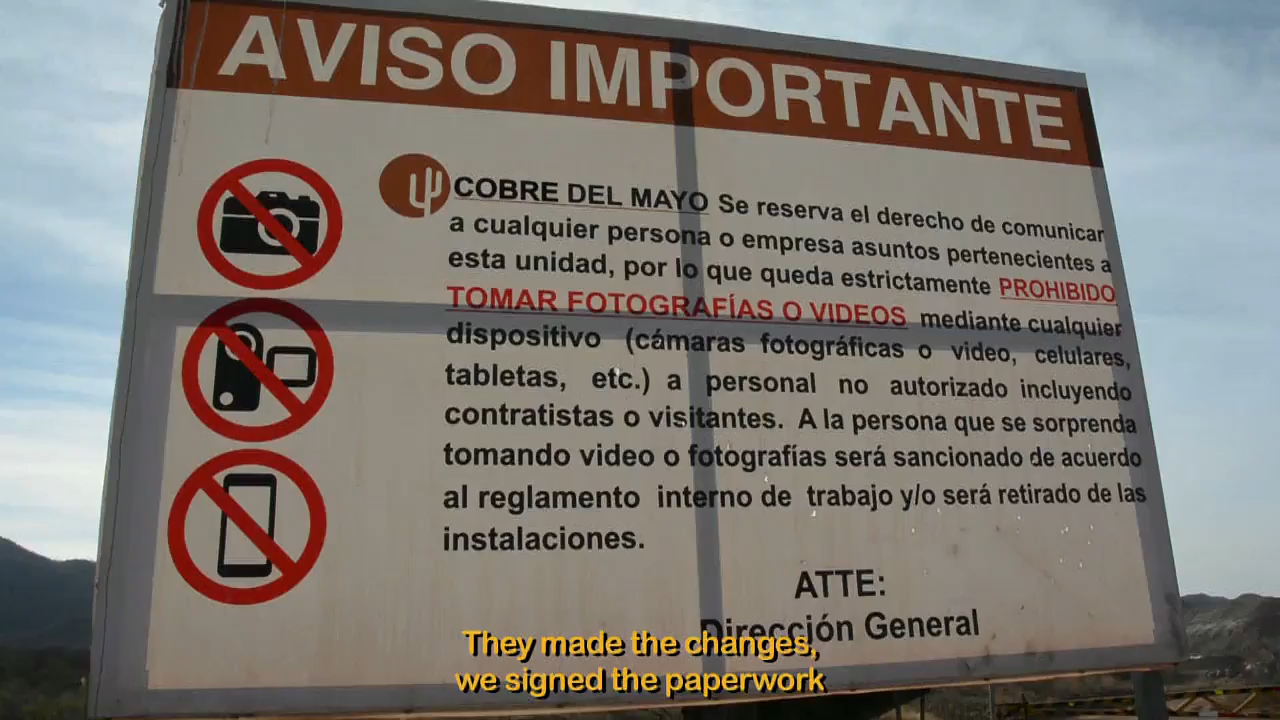 AVISO IMPORTANTE
COBRE DEL MAYO Se reserva el derecho de comunicar
a cualquier persona o empresa asuntos pertenecientes a
esta unidad, por lo que queda estrictamente PROHIBIDO
TOMAR FOTOGRAFÍAS O VIDEOS mediante cualquier
dispositivo (cámaras fotográficas o video, celulares,
tabletas, etc.) a personal no autorizado incluyendo
contratistas o visitantes. A la persona que se sorprenda
tomando video o fotografías será sancionado de acuerdo
al reglamento interno de trabajo y/o será retirado de las
instalaciones.
ATTE:
Dirección General
They made the changes,
we signed the paperwork